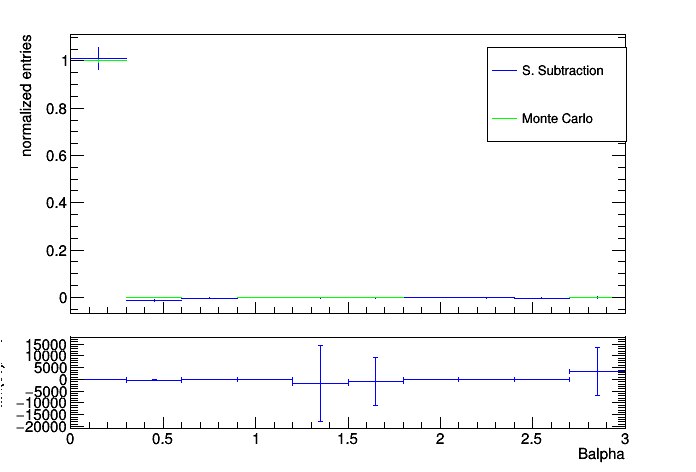 normalized entries
1
0.8
0.6
0.4
0.2
0
S. Subtraction
Monte Carlo
15000
10000
5000
0
−5000
−10000
−15000
−20000
0 0.5 1 1.5 2 2.5 3
Balpha